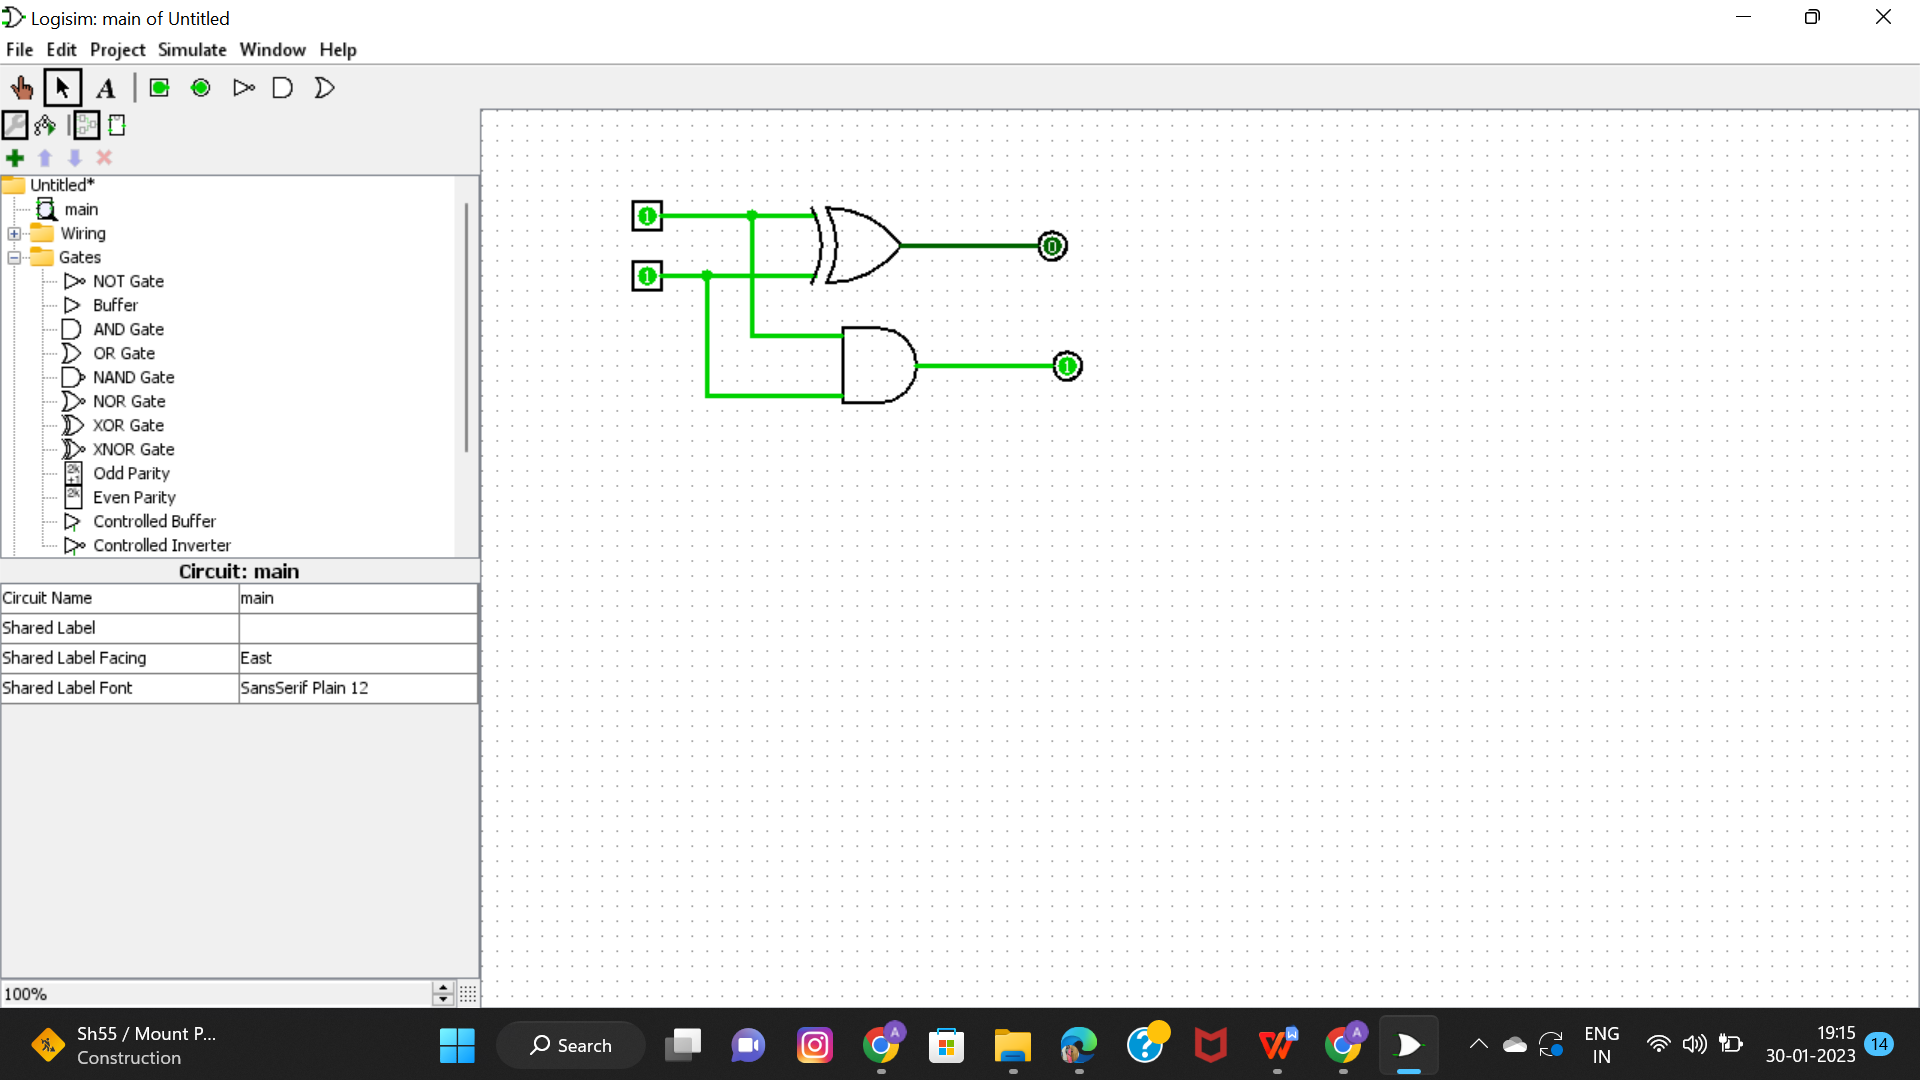 Logisim: main of Untitled
File Edit Project Simulate Window Help
A
Untitled*
main
Wiring
Gates
NOT Gate
Buffer
AND Gate
OR Gate
NAND Gate
NOR Gate
XOR Gate
XNOR Gate
2k+1 Odd Parity
2k Even Parity
Controlled Buffer
Controlled Inverter
Circuit: main
Circuit Name main
Shared Label
Shared Label Facing East
Shared Label Font SansSerif Plain 12
100%
1
0
1
1
Sh55 / Mount P...
Construction
Search
A
W
A
ENG
IN
19:15
30-01-2023
14